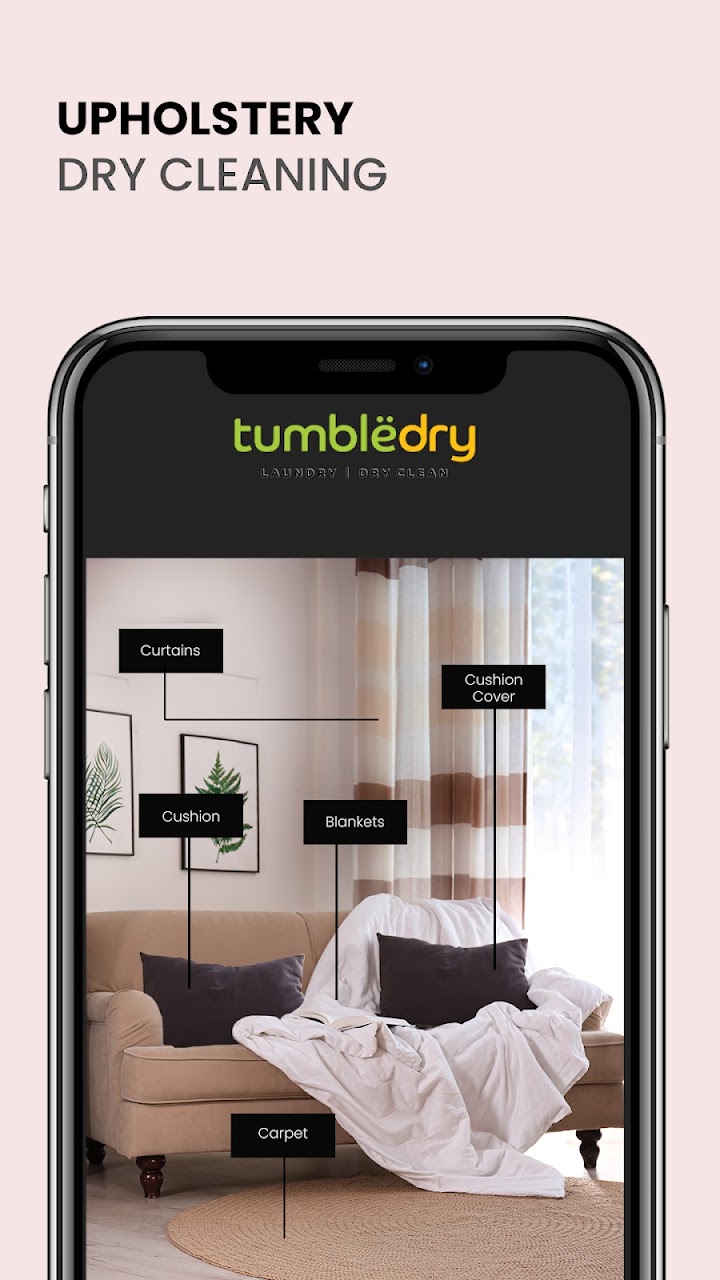 UPHOLSTERY
DRY CLEANING
tumblëdry
LAUNDRY | DRY CLEAN
Curtains
Cushion
Cover
Cushion
Blankets
Carpet